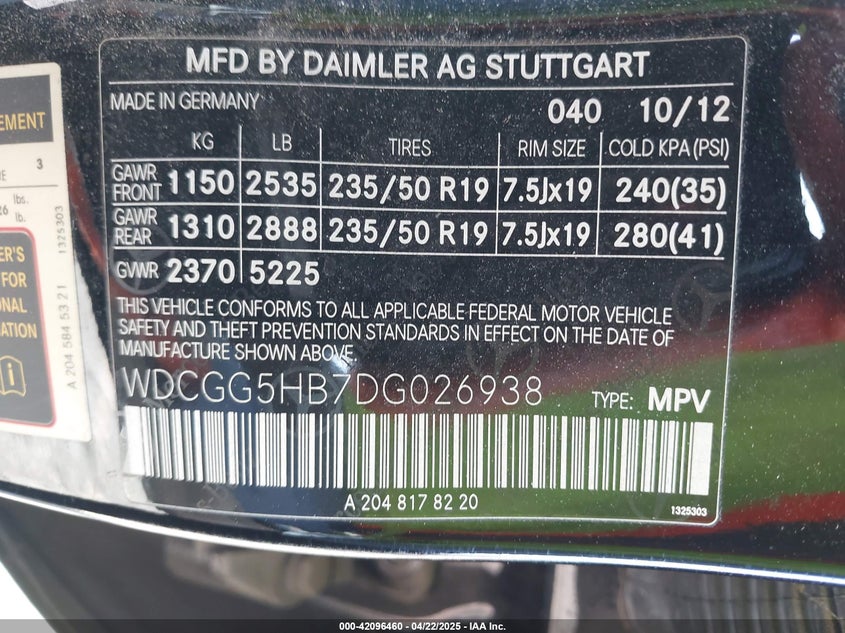 MFD BY DAIMLER AG STUTTGART
MADE IN GERMANY 040 10/12
KG LB TIRES RIM SIZE COLD KPA (PSI)
GAWR FRONT 1150 2535 235/50 R19 7.5Jx19 240(35)
GAWR REAR 1310 2888 235/50 R19 7.5Jx19 280(41)
GVWR 2370 5225
THIS VEHICLE CONFORMS TO ALL APPLICABLE FEDERAL MOTOR VEHICLE
SAFETY AND THEFT PREVENTION STANDARDS IN EFFECT ON THE DATE OF
MANUFACTURE SHOWN ABOVE.
WDCGG5HB7DG026938 TYPE: MPV
A 204 817 82 20
1325303
3
lbs.
lb.
1325303
A 204 584 53 21
000-42096460 - 04/22/2025 - IAA Inc.